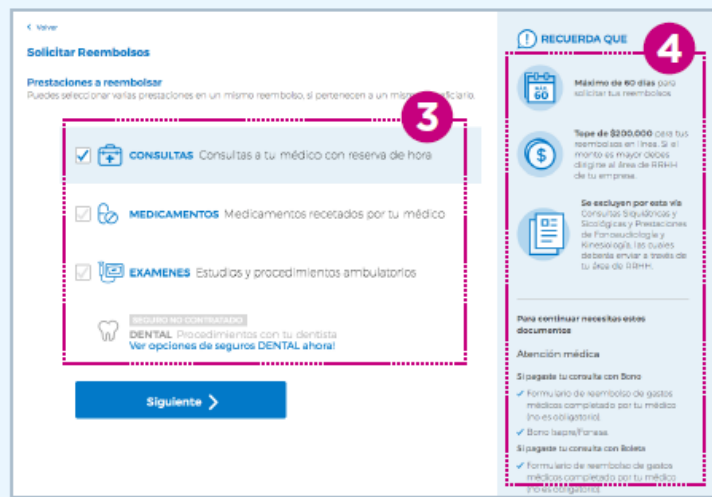 < Volver
Solicitar Reembolsos
Prestaciones a reembolsar
Puedes seleccionar varias prestaciones en un mismo reembolso, si pertenecen a un mismo beneficiario.
3
CONSULTAS Consultas a tu médico con reserva de hora
MEDICAMENTOS Medicamentos recetados por tu médico
EXAMENES Estudios y procedimientos ambulatorios
SEGURO NO CONTRATADO
DENTAL Procedimientos con tu dentista
Ver opciones de seguros DENTAL ahora!
Siguiente >
! RECUERDA QUE
4
MÁX
60
Máximo de 60 días para
solicitar tus reembolsos
$
Tope de $200.000 para tus
reembolsos en línea. Si el
monto es mayor debes
dirigirte al área de RRHH
de tu empresa.
Se excluyen por esta vía
Consultas Siquiátricas y
Sicológicas y Prestaciones
de Fonoaudiología y
Kinesiología, las cuales
deberás enviar a través de
tu área de RRHH.
Para continuar necesitas estos
documentos
Atención médica
Si pagaste tu consulta con Bono
Formulario de reembolso de gastos
médicos completado por tu médico
(no es obligatorio)
Bono Isapre/Fonasa
Si pagaste tu consulta con Boleta
Formulario de reembolso de gastos
médicos completado por tu médico
(no es obligatorio)